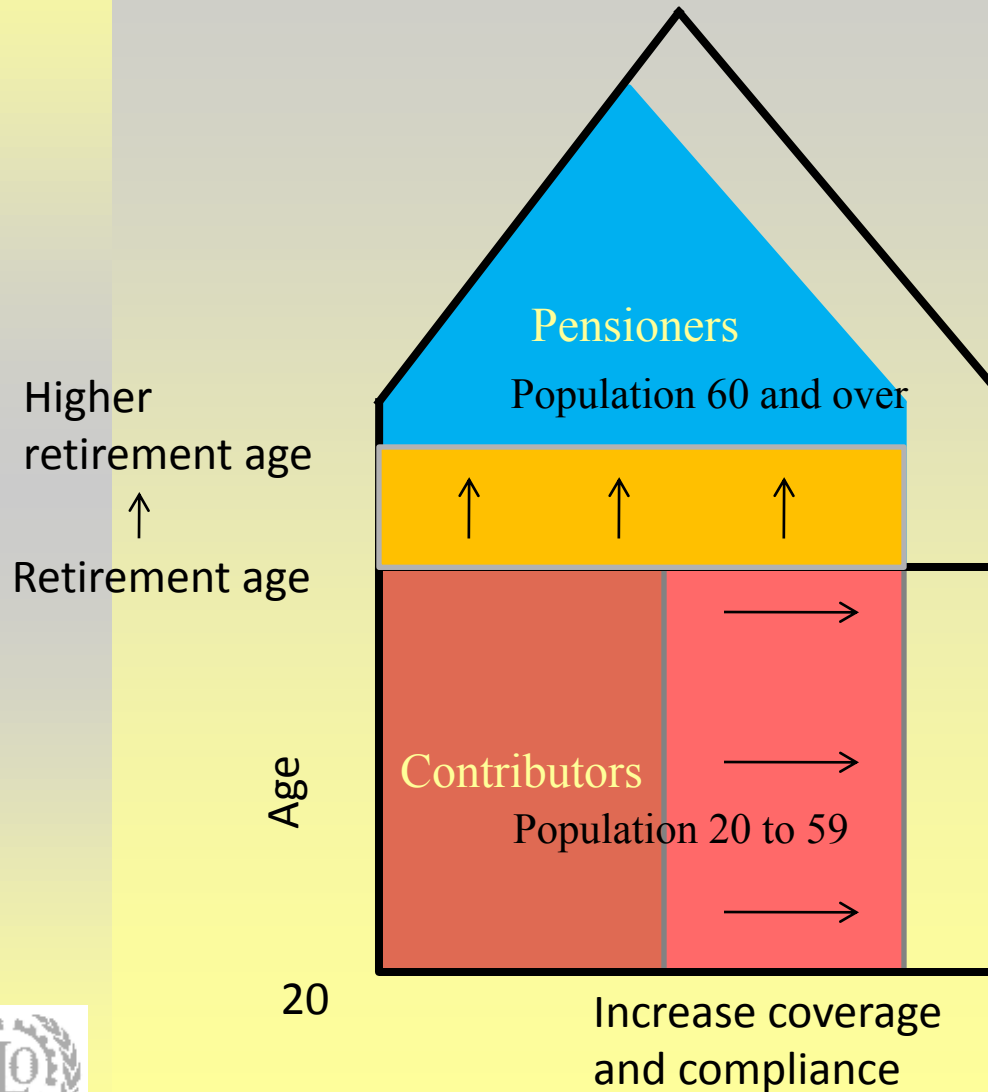 Pensioners
Population 60 and over
Higher
retirement age
Retirement age
Age
Contributors
Population 20 to 59
20
Increase coverage
and compliance